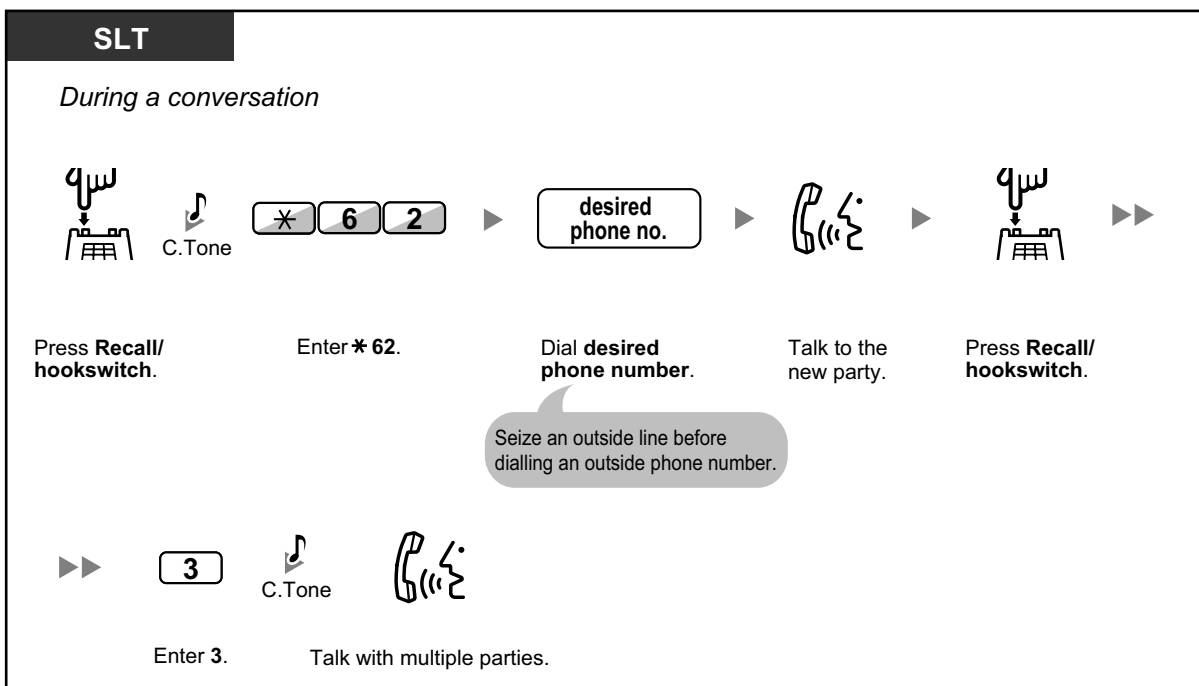 SLT
During a conversation
C.Tone
* 6 2
desired
phone no.
Press Recall/
hookswitch.
Enter * 62.
Dial desired
phone number.
Talk to the
new party.
Press Recall/
hookswitch.
Seize an outside line before
dialling an outside phone number.
3
C.Tone
Enter 3.
Talk with multiple parties.